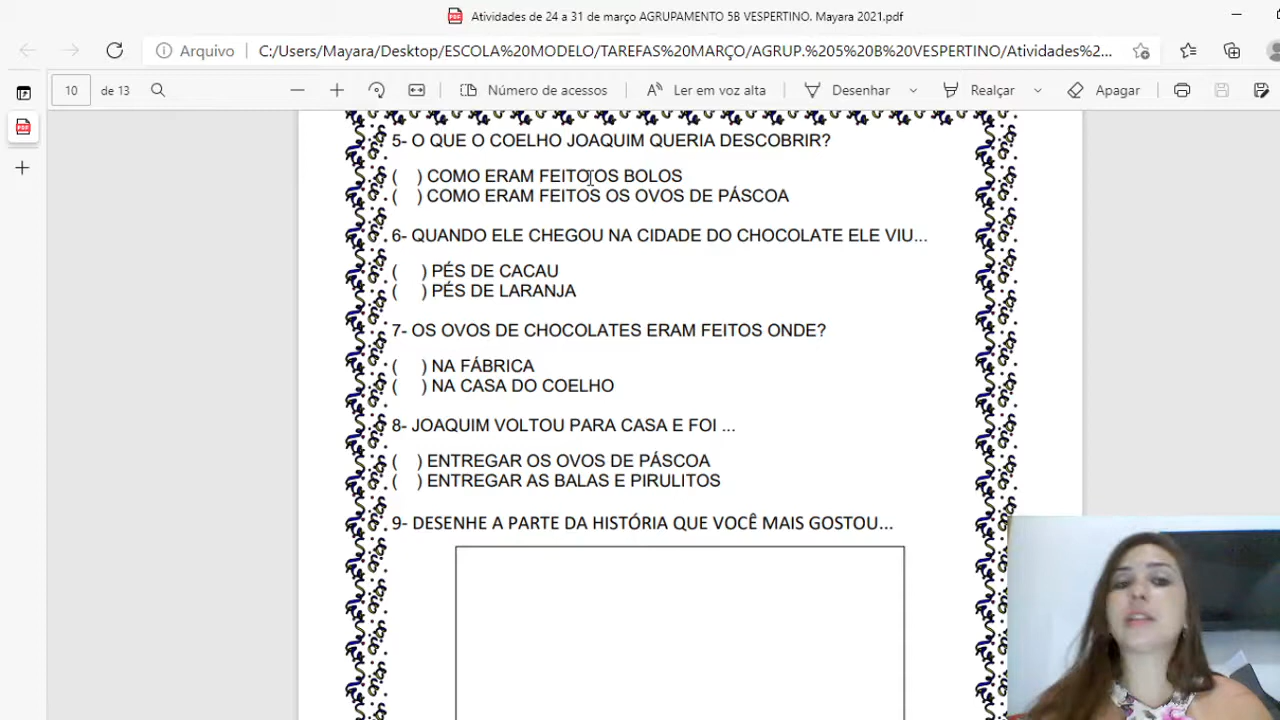 Atividades de 24 a 31 de março AGRUPAMENTO 5B VESPERTINO. Mayara 2021.pdf
Arquivo C:/Users/Mayara/Desktop/ESCOLA%20MODELO/TAREFAS%20MARÇO/AGRUP.%205%20B%20VESPERTINO/Atividades%2...
10 de 13 Número de acessos Ler em voz alta Desenhar Realçar Apagar
5- O QUE O COELHO JOAQUIM QUERIA DESCOBRIR?
( ) COMO ERAM FEITO OS BOLOS
( ) COMO ERAM FEITOS OS OVOS DE PÁSCOA
6- QUANDO ELE CHEGOU NA CIDADE DO CHOCOLATE ELE VIU...
( ) PÉS DE CACAU
( ) PÉS DE LARANJA
7- OS OVOS DE CHOCOLATES ERAM FEITOS ONDE?
( ) NA FÁBRICA
( ) NA CASA DO COELHO
8- JOAQUIM VOLTOU PARA CASA E FOI ...
( ) ENTREGAR OS OVOS DE PÁSCOA
( ) ENTREGAR AS BALAS E PIRULITOS
9- DESENHE A PARTE DA HISTÓRIA QUE VOCÊ MAIS GOSTOU...